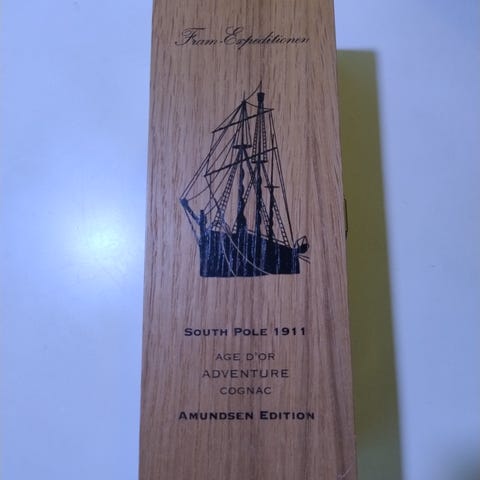 Fram-Expeditionen
SOUTH POLE 1911
AGE D'OR
ADVENTURE
COGNAC
AMUNDSEN EDITION